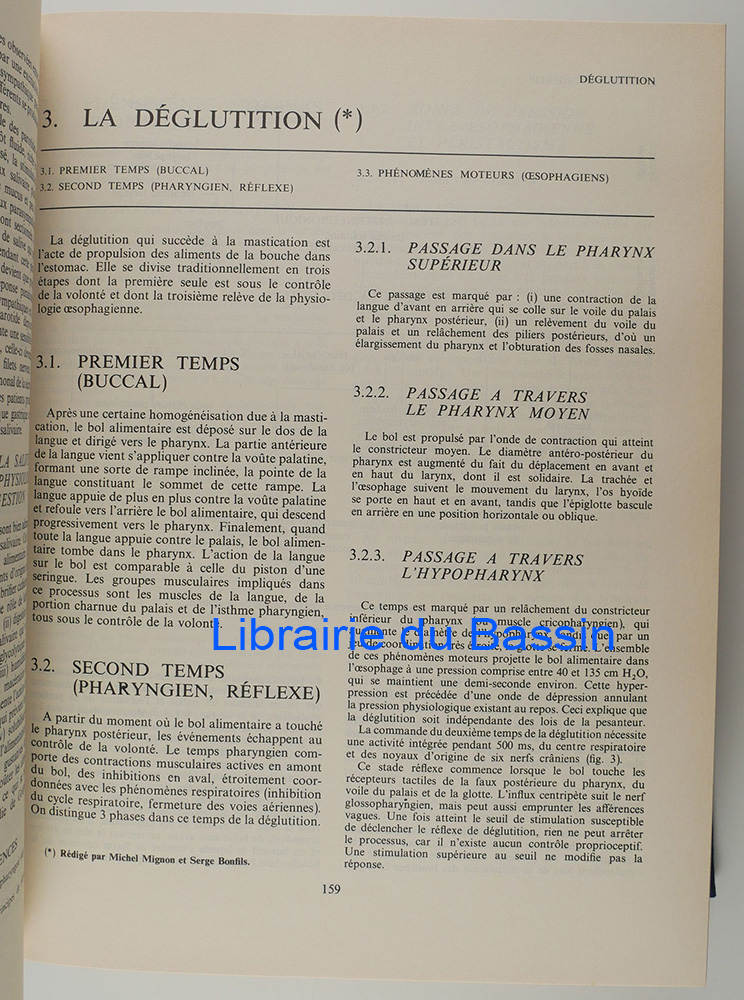 DÉGLUTITION
3. LA DÉGLUTITION (*)
3.1. PREMIER TEMPS (BUCCAL)
3.2. SECOND TEMPS (PHARYNGIEN, RÉFLEXE)
3.3. PHÉNOMÈNES MOTEURS (ŒSOPHAGIENS)
La déglutition qui succède à la mastication est
l'acte de propulsion des aliments de la bouche dans
l'estomac. Elle se divise traditionnellement en trois
étapes dont la première seule est sous le contrôle
de la volonté et dont la troisième relève de la physio-
logie œsophagienne.
3.1. PREMIER TEMPS
(BUCCAL)
Après une certaine homogénéisation due à la masti-
cation, le bol alimentaire est déposé sur le dos de la
langue et dirigé vers le pharynx. La partie antérieure
de la langue vient s'appliquer contre la voûte palatine,
formant une sorte de rampe inclinée, la pointe de la
langue constituant le sommet de cette rampe. La
langue appuie de plus en plus contre la voûte palatine
et refoule vers l'arrière le bol alimentaire, qui descend
progressivement vers le pharynx. Finalement, quand
toute la langue appuie contre le palais, le bol alimen-
taire tombe dans le pharynx. L'action de la langue
sur le bol est comparable à celle du piston d'une
seringue. Les groupes musculaires impliqués dans
ce processus sont les muscles de la langue, de la
portion charnue du palais et de l'isthme pharyngien,
tous sous le contrôle de la volonté.
3.2. SECOND TEMPS
(PHARYNGIEN, RÉFLEXE)
A partir du moment où le bol alimentaire a touché
le pharynx postérieur, les événements échappent au
contrôle de la volonté. Le temps pharyngien com-
porte des contractions musculaires actives en amont
du bol, des inhibitions en aval, étroitement coor-
données avec les phénomènes respiratoires (inhibition
du cycle respiratoire, fermeture des voies aériennes).
On distingue 3 phases dans ce temps de la déglutition.
(*) Rédigé par Michel Mignon et Serge Bonfils.
3.2.1. PASSAGE DANS LE PHARYNX
SUPÉRIEUR
Ce passage est marqué par : (i) une contraction de la
langue d'avant en arrière qui se colle sur le voile du palais
et le pharynx postérieur, (ii) un relèvement du voile du
palais et un relâchement des piliers postérieurs, d'où un
élargissement du pharynx et l'obturation des fosses nasales.
3.2.2. PASSAGE A TRAVERS
LE PHARYNX MOYEN
Le bol est propulsé par l'onde de contraction qui atteint
le constricteur moyen. Le diamètre antéro-postérieur du
pharynx est augmenté du fait du déplacement en avant et
en haut du larynx, dont il est solidaire. La trachée et
l'œsophage suivent le mouvement du larynx, l'os hyoïde
se porte en haut et en avant, tandis que l'épiglotte bascule
en arrière en une position horizontale ou oblique.
3.2.3. PASSAGE A TRAVERS
L'HYPOPHARYNX
Ce temps est marqué par un relâchement du constricteur
inférieur du pharynx (ou muscle cricopharyngien), qui
augmente le diamètre de l'hypopharynx, tandis que par un
jeu de coordination très étroite, la glotte se ferme. L'ensemble
de ces phénomènes moteurs projette le bol alimentaire dans
l'œsophage à une pression comprise entre 40 et 135 cm H₂O,
qui se maintient une demi-seconde environ. Cette hyper-
pression est précédée d'une onde de dépression annulant
la pression physiologique existant au repos. Ceci explique que
la déglutition soit indépendante des lois de la pesanteur.
La commande du deuxième temps de la déglutition nécessite
une activité intégrée pendant 500 ms, du centre respiratoire
et des noyaux d'origine de six nerfs crâniens (fig. 3).
Ce stade réflexe commence lorsque le bol touche les
récepteurs tactiles de la faux postérieure du pharynx, du
voile du palais et de la glotte. L'influx centripète suit le nerf
glossopharyngien, mais peut aussi emprunter les afférences
vagues. Une fois atteint le seuil de stimulation susceptible
de déclencher le réflexe de déglutition, rien ne peut arrêter
le processus, car il n'existe aucun contrôle proprioceptif.
Une stimulation supérieure au seuil ne modifie pas la
réponse.
159
Librairie du Bassin